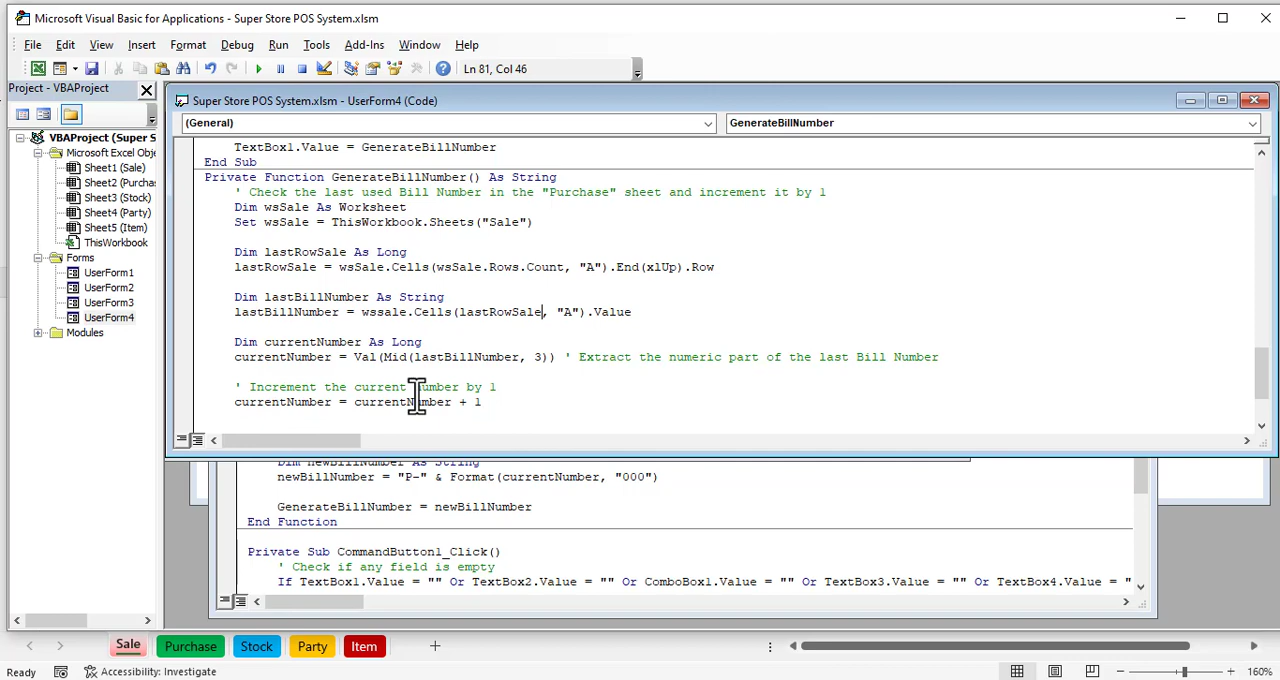 Microsoft Visual Basic for Applications - Super Store POS System.xlsm
File Edit View Insert Format Debug Run Tools Add-Ins Window Help
Ln 81, Col 46
Project - VBAProject
Super Store POS System.xlsm - UserForm4 (Code)
(General) GenerateBillNumber
VBAProject (Super S
Microsoft Excel Obje
Sheet1 (Sale)
Sheet2 (Purcha
Sheet3 (Stock)
Sheet4 (Party)
Sheet5 (Item)
ThisWorkbook
Forms
UserForm1
UserForm2
UserForm3
UserForm4
Modules
TextBox1.Value = GenerateBillNumber
End Sub
Private Function GenerateBillNumber() As String
' Check the last used Bill Number in the "Purchase" sheet and increment it by 1
Dim wsSale As Worksheet
Set wsSale = ThisWorkbook.Sheets("Sale")
Dim lastRowSale As Long
lastRowSale = wsSale.Cells(wsSale.Rows.Count, "A").End(xlUp).Row
Dim lastBillNumber As String
lastBillNumber = wssale.Cells(lastRowSale, "A").Value
Dim currentNumber As Long
currentNumber = Val(Mid(lastBillNumber, 3)) ' Extract the numeric part of the last Bill Number
' Increment the current number by 1
currentNumber = currentNumber + 1
Dim newBillNumber As String
newBillNumber = "P-" & Format(currentNumber, "000")
GenerateBillNumber = newBillNumber
End Function
Private Sub CommandButton1_Click()
' Check if any field is empty
If TextBox1.Value = "" Or TextBox2.Value = "" Or ComboBox1.Value = "" Or TextBox3.Value = "" Or TextBox4.Value = "
Sale Purchase Stock Party Item
Ready Accessibility: Investigate 160%